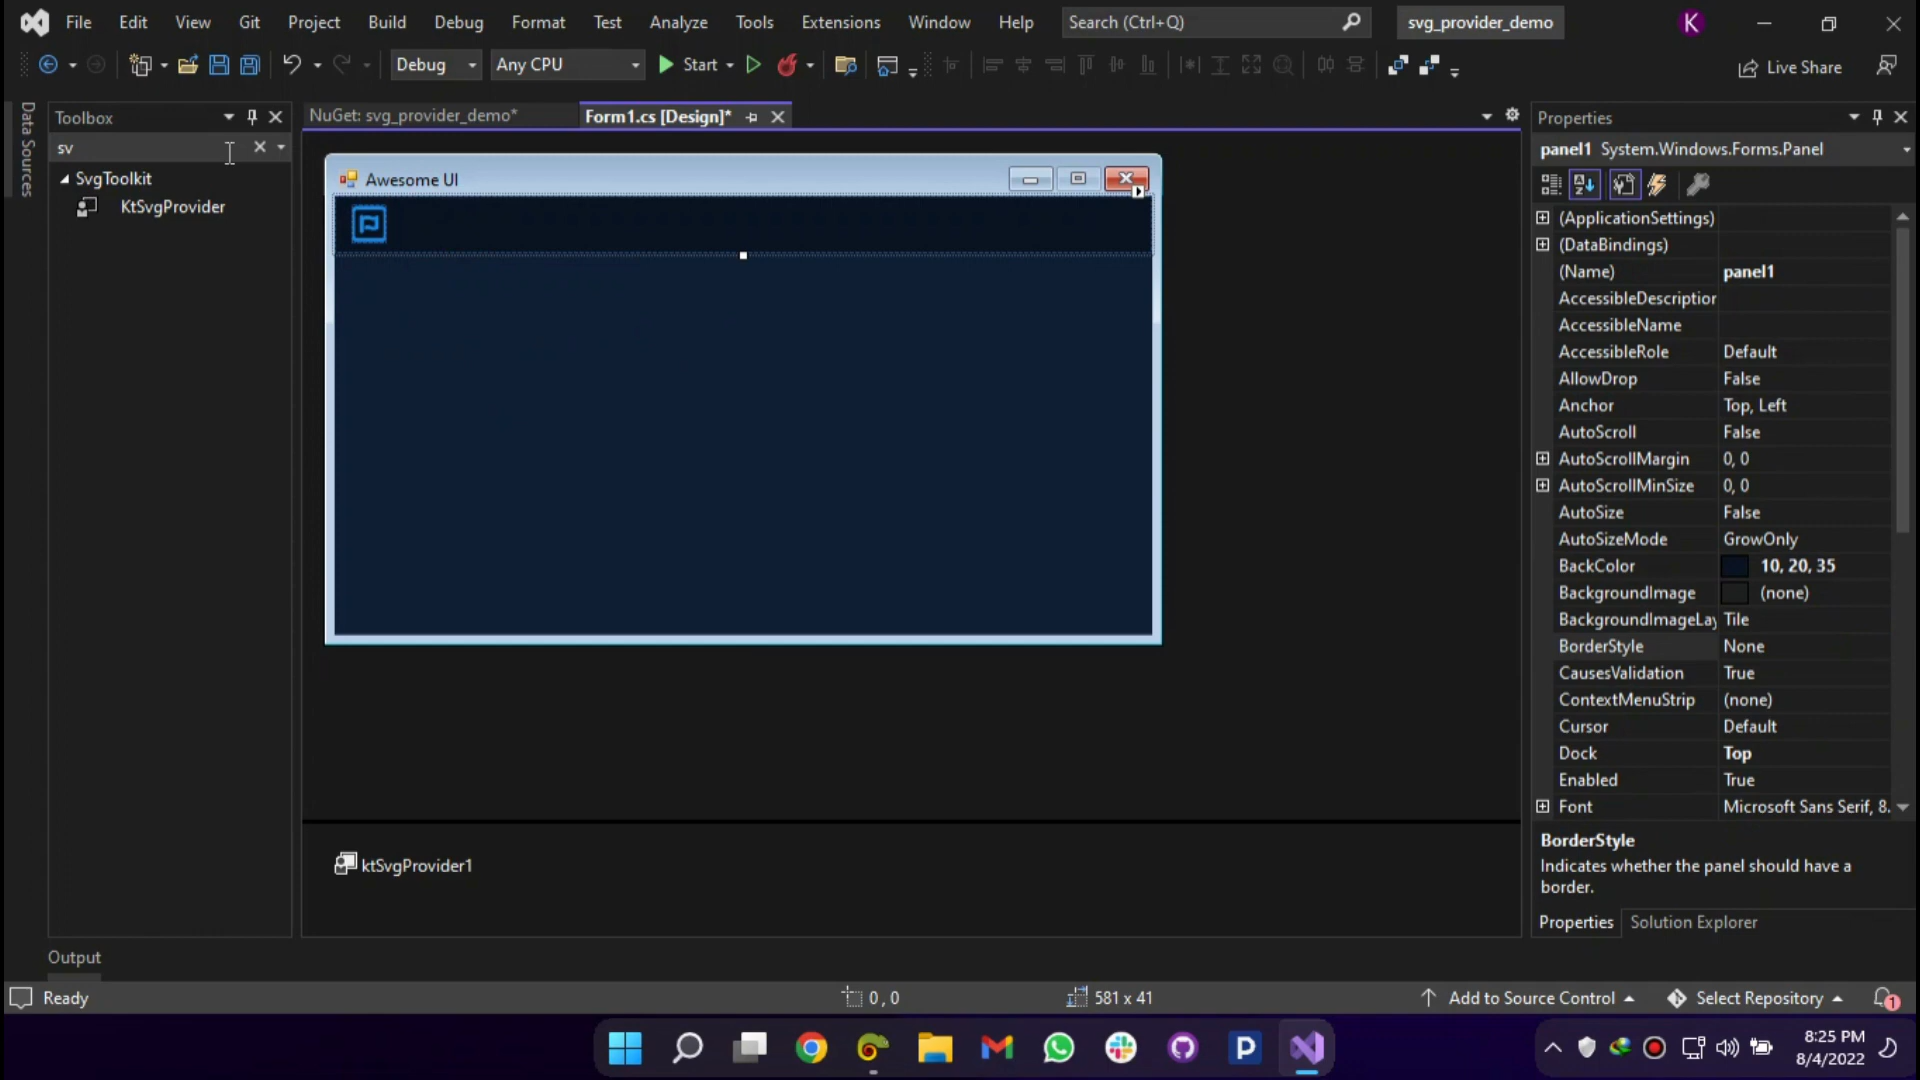 File Edit View Git Project Build Debug Format Test Analyze Tools Extensions Window Help Search (Ctrl+Q) svg_provider_demo K
Debug Any CPU Start Live Share
Data Sources
Toolbox
sv
SvgToolkit
KtSvgProvider
NuGet: svg_provider_demo* Form1.cs [Design]*
Awesome UI
ktSvgProvider1
Properties
panel1 System.Windows.Forms.Panel
(ApplicationSettings)
(DataBindings)
(Name) panel1
AccessibleDescription
AccessibleName
AccessibleRole Default
AllowDrop False
Anchor Top, Left
AutoScroll False
AutoScrollMargin 0, 0
AutoScrollMinSize 0, 0
AutoSize False
AutoSizeMode GrowOnly
BackColor 10, 20, 35
BackgroundImage (none)
BackgroundImageLay Tile
BorderStyle None
CausesValidation True
ContextMenuStrip (none)
Cursor Default
Dock Top
Enabled True
Font Microsoft Sans Serif, 8.
BorderStyle
Indicates whether the panel should have a
border.
Properties Solution Explorer
Output
Ready 0 , 0 581 x 41 Add to Source Control Select Repository 1
8:25 PM
8/4/2022